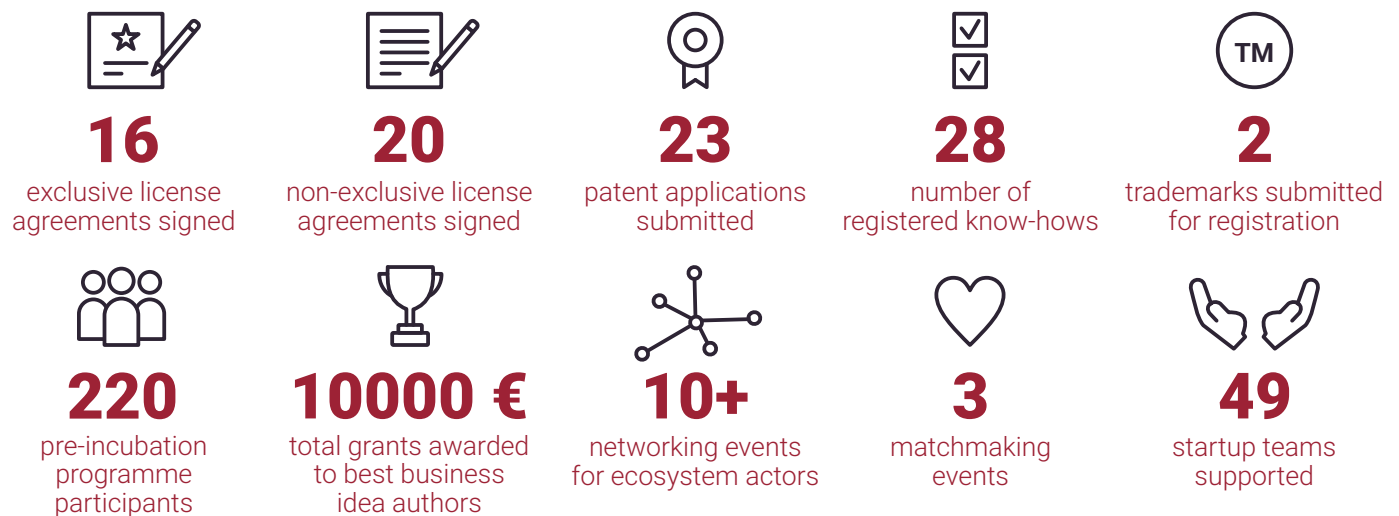 TM
16
exclusive license
agreements signed
20
non-exclusive license
agreements signed
23
patent applications
submitted
28
number of
registered know-hows
2
trademarks submitted
for registration
220
pre-incubation
programme
participants
10000 €
total grants awarded
to best business
idea authors
10+
networking events
for ecosystem actors
3
matchmaking
events
49
startup teams
supported